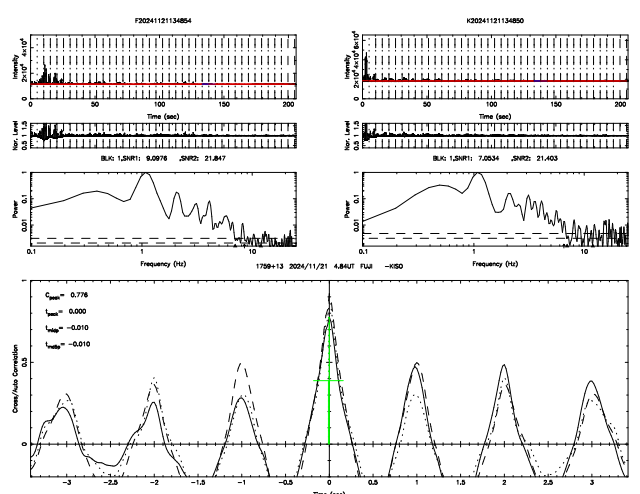 F20241121134854
K20241121134850
Intensity
0 2×10⁴ 4×10⁴
0 50 100 150 200
Time (sec)
Intensity
0 2×10⁴ 4×10⁴ 6×10⁴
0 50 100 150 200
Time (sec)
Nor. Level
0.5 1 1.5
Nor. Level
0.5 1 1.5
BLK: 1,SNR1: 9.0976 ,SNR2: 21.847
BLK: 1,SNR1: 7.0534 ,SNR2: 21.403
Power
0.01 0.1 1
0.1 1 10
Frequency (Hz)
Power
0.01 0.1 1
0.1 1 10
Frequency (Hz)
1759+13 2024/11/21 4.84UT FUJI -KISO
Cross/Auto Correlation
0 0.5 1
Cpeak= 0.776
tpeak= 0.000
tmidp= -0.010
-3 -2.5 -2 -1.5 -1 -0.5 0 0.5 1 1.5 2 2.5 3
Time (sec)